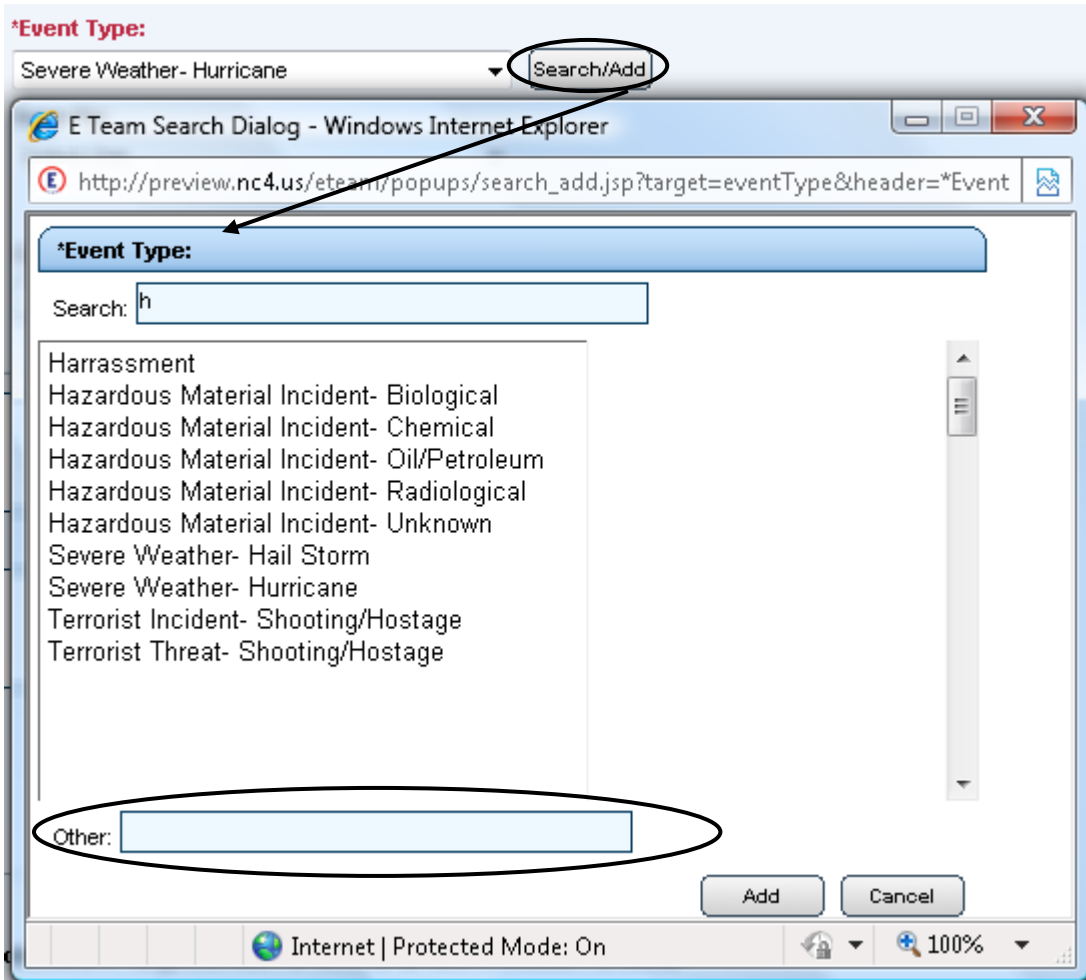 *Event Type:
Severe Weather- Hurricane Search/Add
E Team Search Dialog - Windows Internet Explorer
http://preview.nc4.us/eteam/popups/search_add.jsp?target=eventType&header=*Event
*Event Type:
Search: h
Harrassment
Hazardous Material Incident- Biological
Hazardous Material Incident- Chemical
Hazardous Material Incident- Oil/Petroleum
Hazardous Material Incident- Radiological
Hazardous Material Incident- Unknown
Severe Weather- Hail Storm
Severe Weather- Hurricane
Terrorist Incident- Shooting/Hostage
Terrorist Threat- Shooting/Hostage
Other:
Add Cancel
Internet | Protected Mode: On 100%